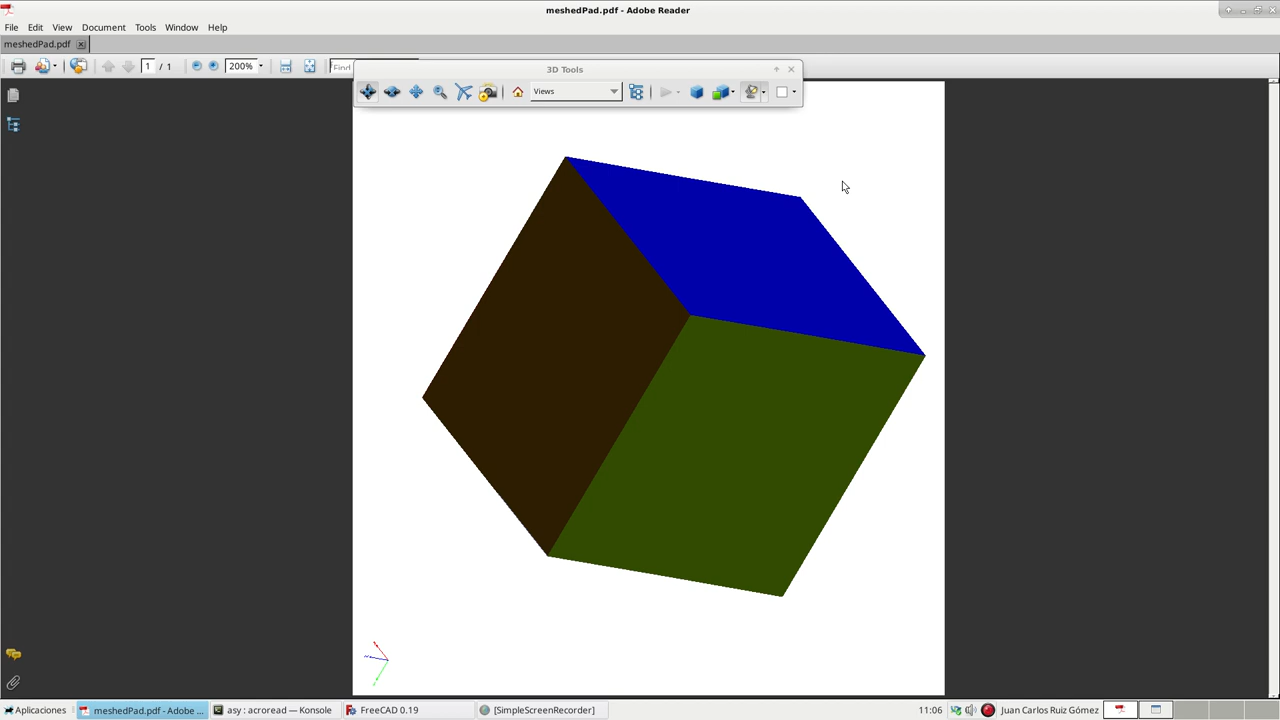 meshedPad.pdf - Adobe Reader
File Edit View Document Tools Window Help
meshedPad.pdf
1 / 1 200% Find
3D Tools
Views
Aplicaciones meshedPad.pdf - Adobe ... asy : acroread — Konsole FreeCAD 0.19 [SimpleScreenRecorder] 11:06 Juan Carlos Ruiz Gómez